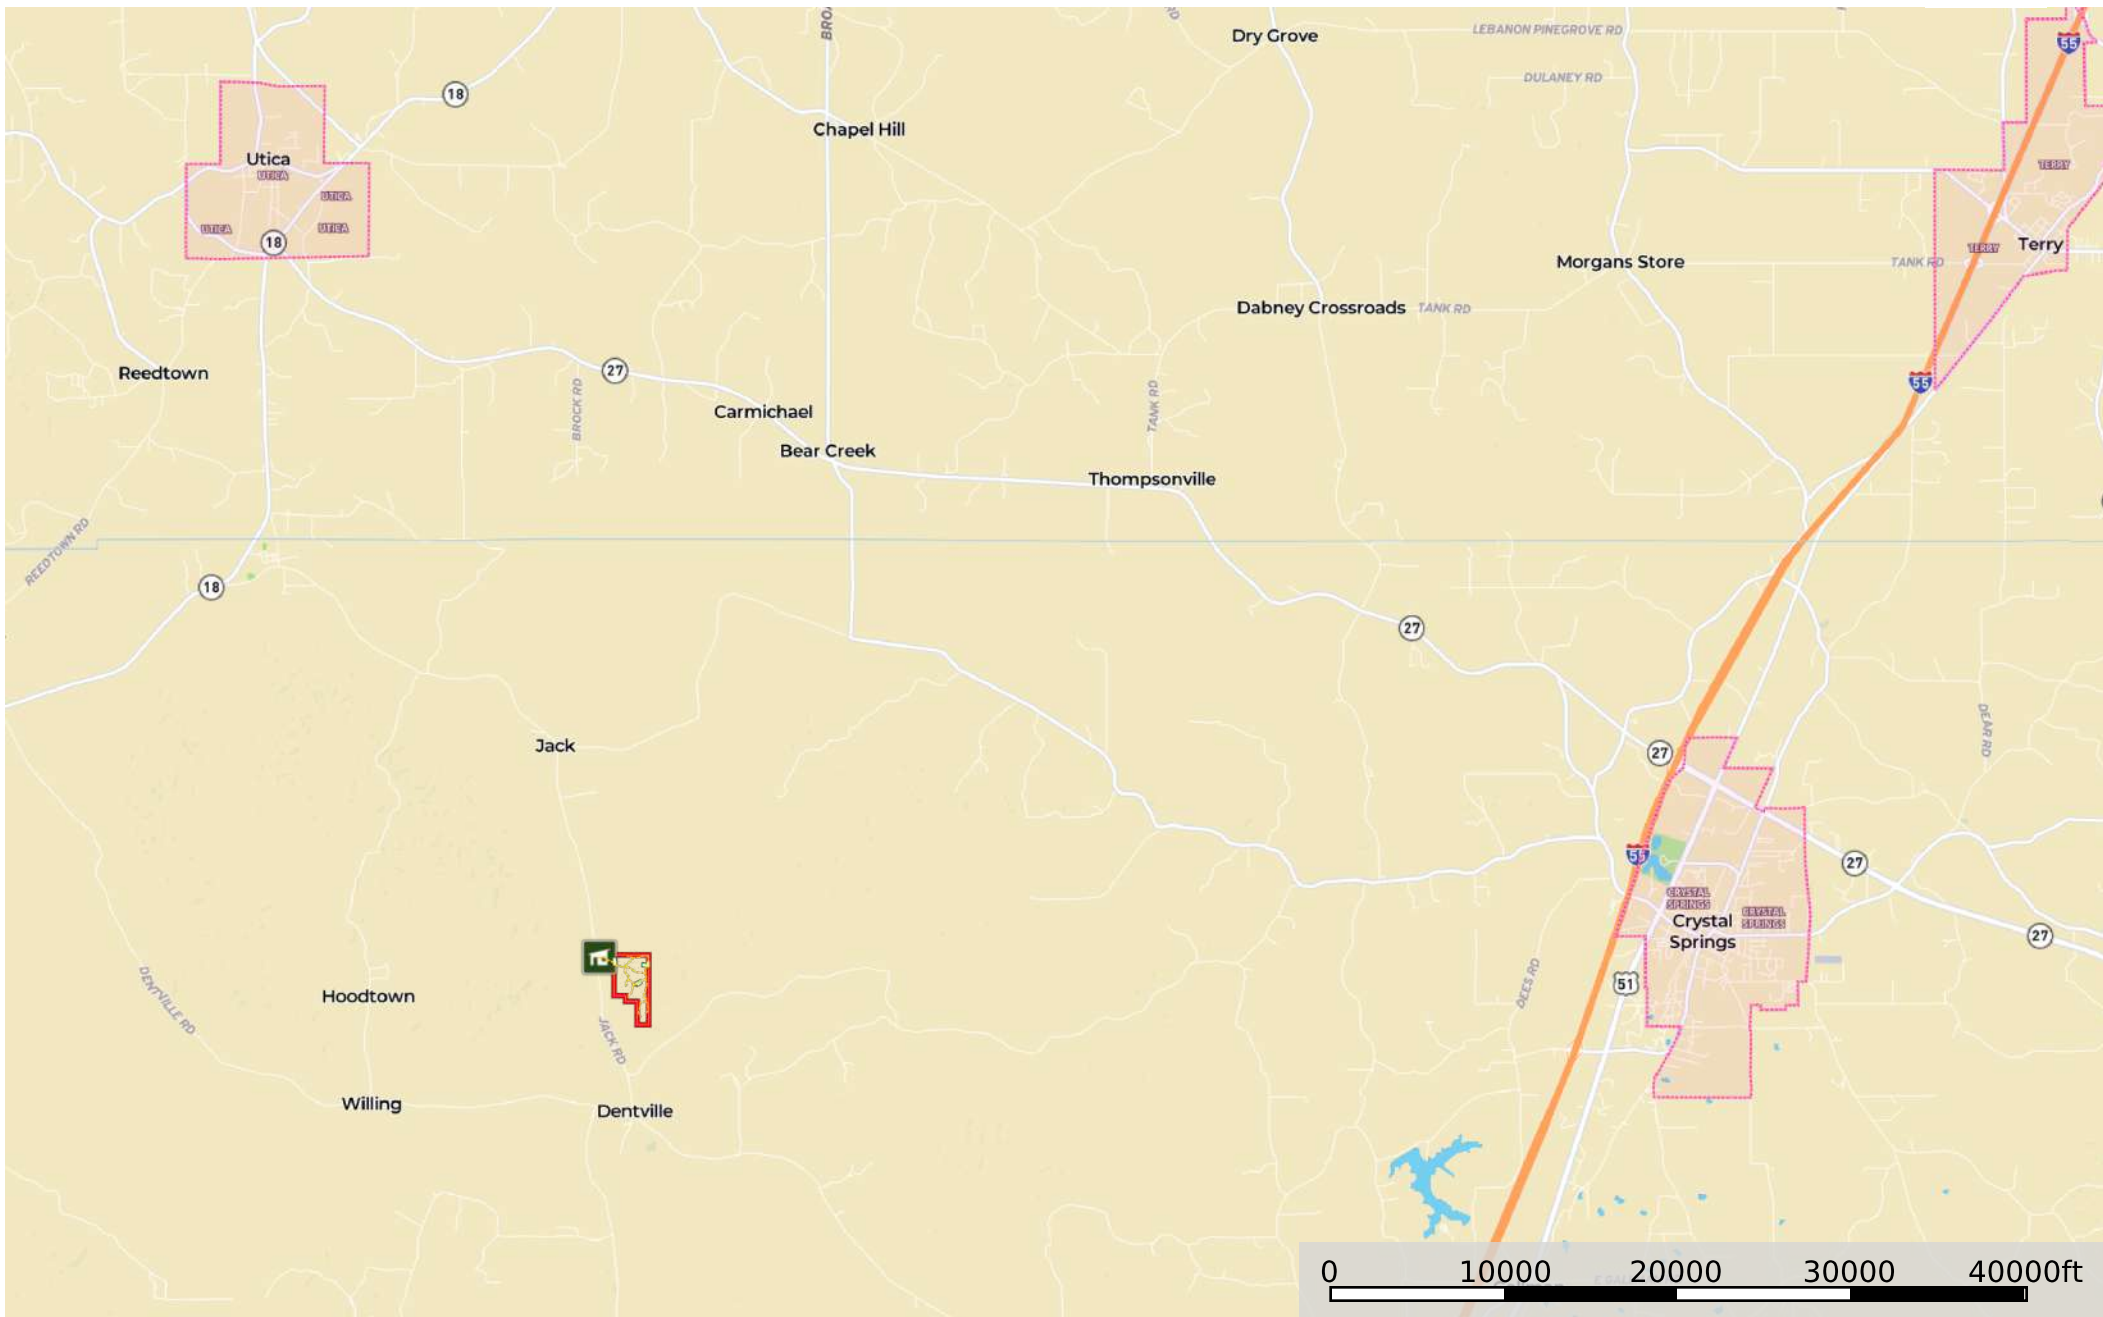 BRO
RD
Dry Grove
LEBANON PINEGROVE RD
55
DULANEY RD
18
Chapel Hill
Utica
UTICA
UTICA
UTICA
UTICA
18
TERRY
TERRY
Terry
TANK RD
Morgans Store
Dabney Crossroads
TANK RD
Reedtown
27
55
BROCK RD
Carmichael
TANK RD
Bear Creek
Thompsonville
REEDTOWN RD
18
27
DEAR RD
Jack
27
55
27
CRYSTAL
SPRINGS
CRYSTAL
SPRINGS
Crystal
Springs
27
DENTVILLE RD
Hoodtown
JACK RD
DEES RD
51
Willing
Dentville
0
10000
20000
30000
40000ft